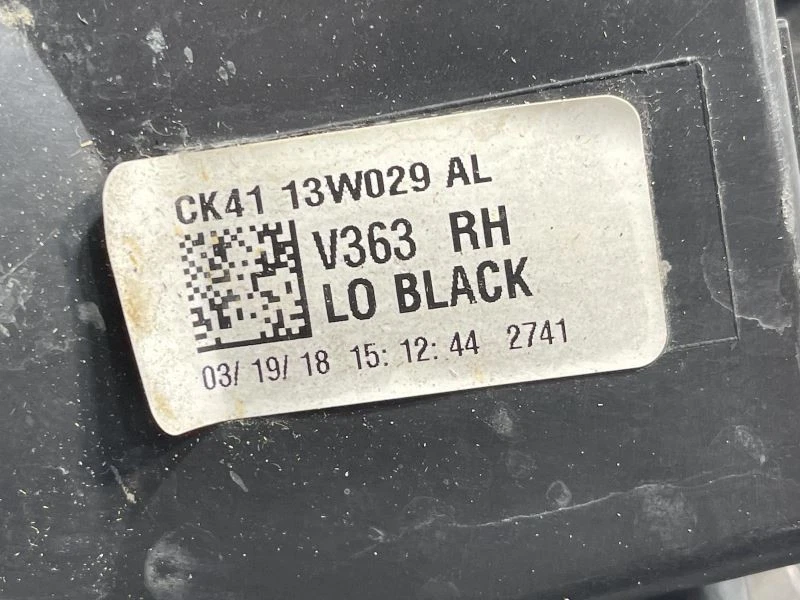 CK41 13W029 AL
V363 RH
LO BLACK
03/ 19/ 18 15: 12: 44 2741